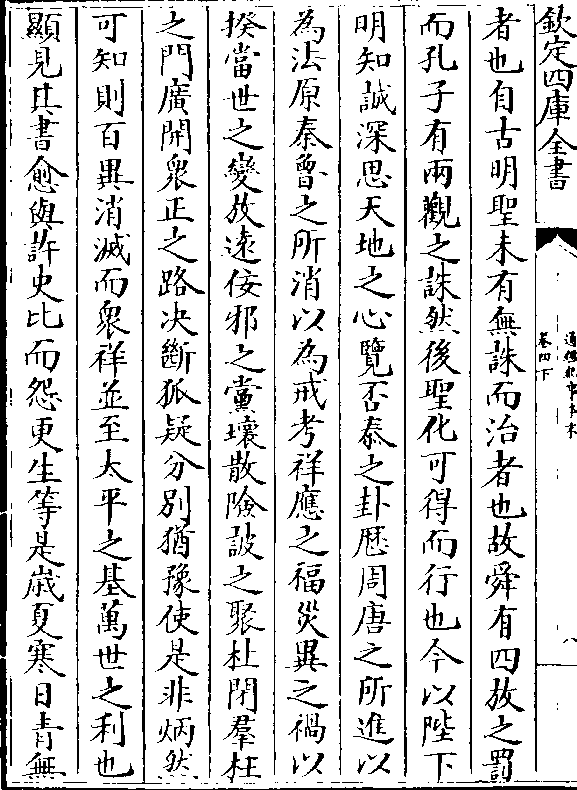 欽定四庫全書
通鑑紀事本末
卷四下
八
者也自古明聖未有無誅而治者也故舜有四放之罰
而孔子有兩觀之誅然後聖化可得而行也今以陛下
明知誠深思天地之心覽否泰之卦歴周唐之所進以
為法原秦魯之所消以為戒考祥應之福災異之禍以
揆當世之變放遠佞邪之黨壊散險詖之聚杜閉羣枉
之門廣開衆正之路決斷狐疑分别猶豫使是非炳然
可知則百異消滅而衆祥並至太平之基萬世之利也
顯見其書愈與許史比而怨更生等是嵗夏寒日青無